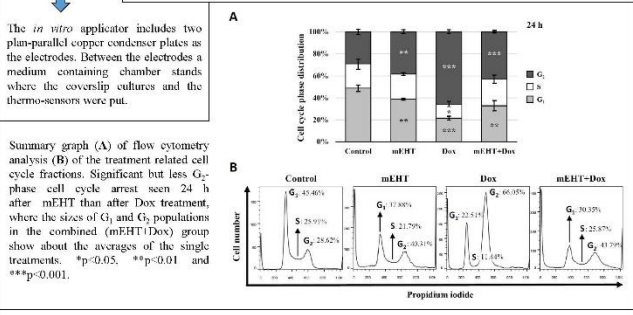 The in vitro applicator includes two
plan-parallel copper condenser plates as
the electrodes. Between the electrodes a
medium containing chamber stands
where the coverslip cultures and the
thermo-sensors were put.
Summary graph (A) of flow cytometry
analysis (B) of the treatment related cell
cycle fractions. Significant but less G2-
phase cell cycle arrest seen 24 h
after mEHT than after Dox treatment,
where the sizes of G1 and G2 populations
in the combined (mEHT+Dox) group
show about the averages of the single
treatments. *p<0.05, **p<0.01 and
***p<0.001.
A
24 h
Cell cycle phase distribution
100%
80%
60%
40%
20%
0%
**
**
***
*
***
***
**
G2
S
G1
Control
mEHT
Dox
mEHT+Dox
B
Control
mEHT
Dox
mEHT+Dox
Cell number
G1: 45.46%
S: 25.92%
G2: 28.62%
G1: 37.88%
S: 21.79%
G2: 40.31%
G1: 22.51%
G2: 66.05%
G1: 30.35%
S: 25.87%
G2: 43.79%
Propidium iodide